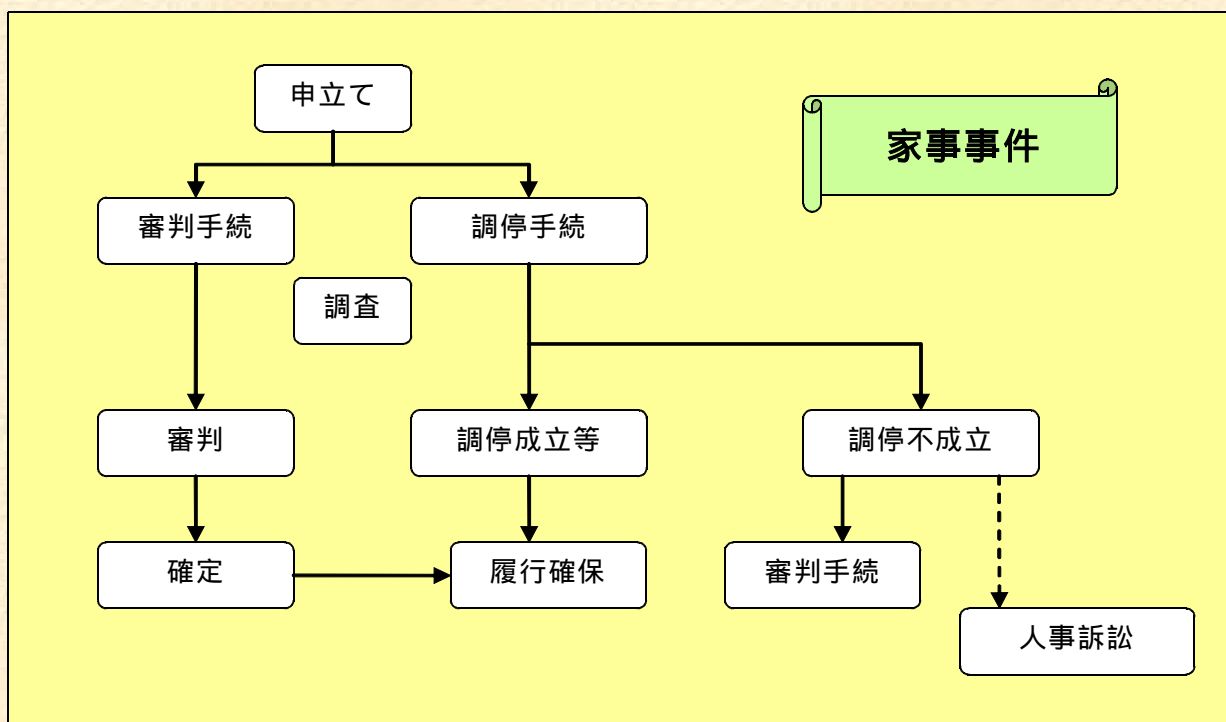 申立て
家事事件
審判手続
調停手続
調査
審判
調停成立等
調停不成立
確定
履行確保
審判手続
人事訴訟